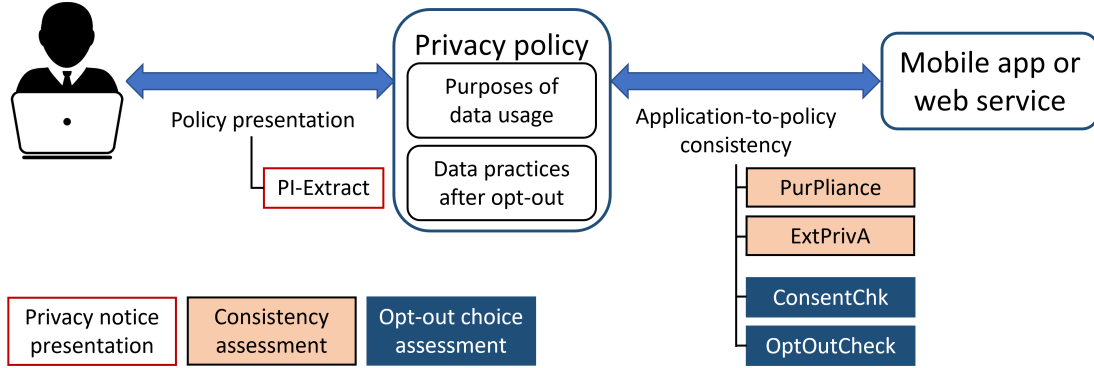 Privacy policy
Purposes
of data usage
Data practices
after opt-out
Policy presentation
PI-Extract
Mobile app or
web service
Application-to-policy
consistency
PurPliance
ExtPrivA
ConsentChk
OptOutCheck
Privacy notice
presentation
Consistency
assessment
Opt-out choice
assessment